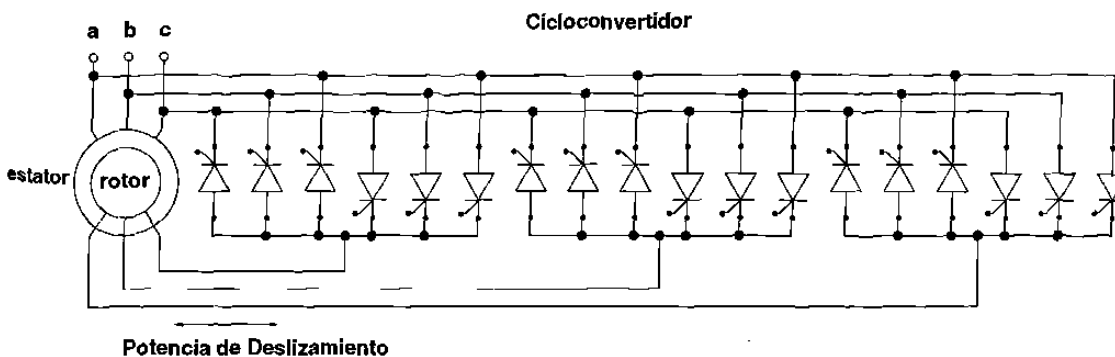 Cicloconvertidor
a b c
estator
rotor
Potencia de Deslizamiento